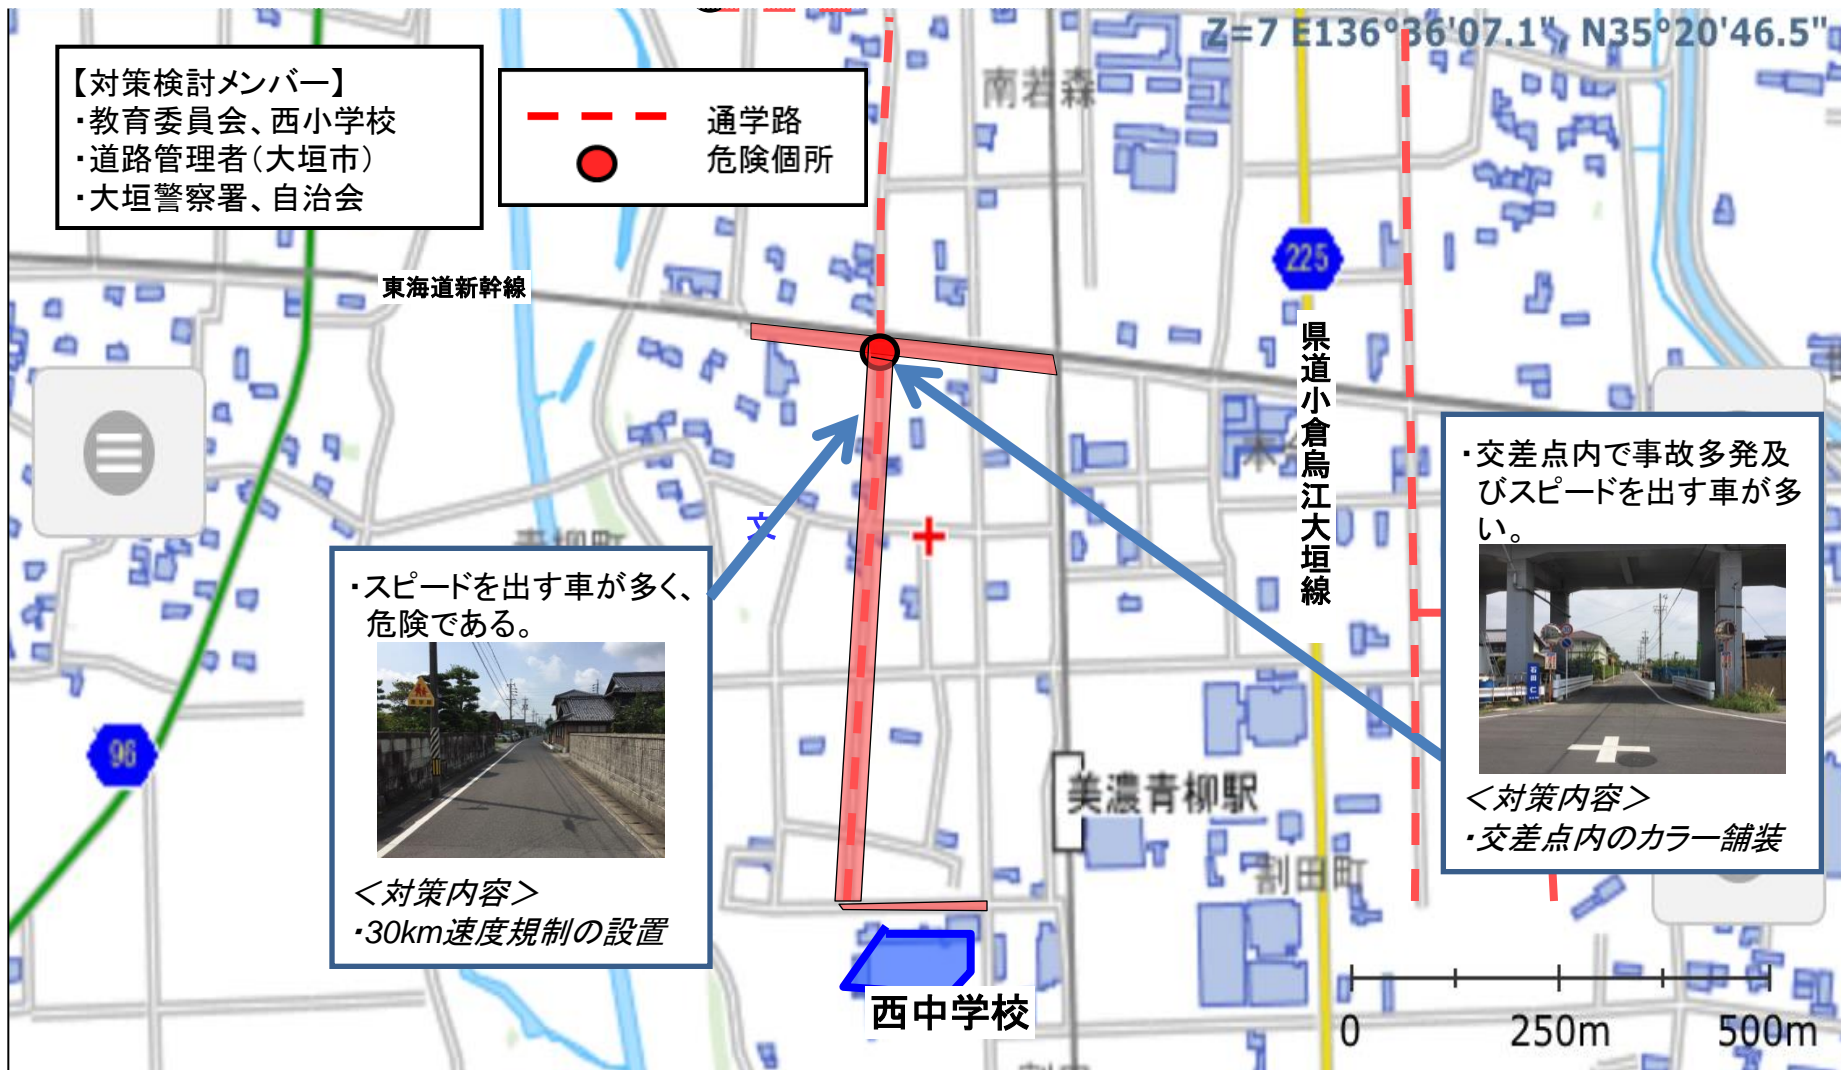 Z=7 E136°36'07.1", N35°20'46.5"
【対策検討メンバー】
・教育委員会、西小学校
・道路管理者（大垣市）
・大垣警察署、自治会
通学路
危険個所
南若森
東海道新幹線
225
県道小倉烏江大垣線
・交差点内で事故多発及
びスピードを出す車が多
い。
＜対策内容＞
・交差点内のカラー舗装
文
青柳町
・スピードを出す車が多く、
危険である。
＜対策内容＞
・30km速度規制の設置
96
美濃青柳駅
割田町
西中学校
0 250m 500m